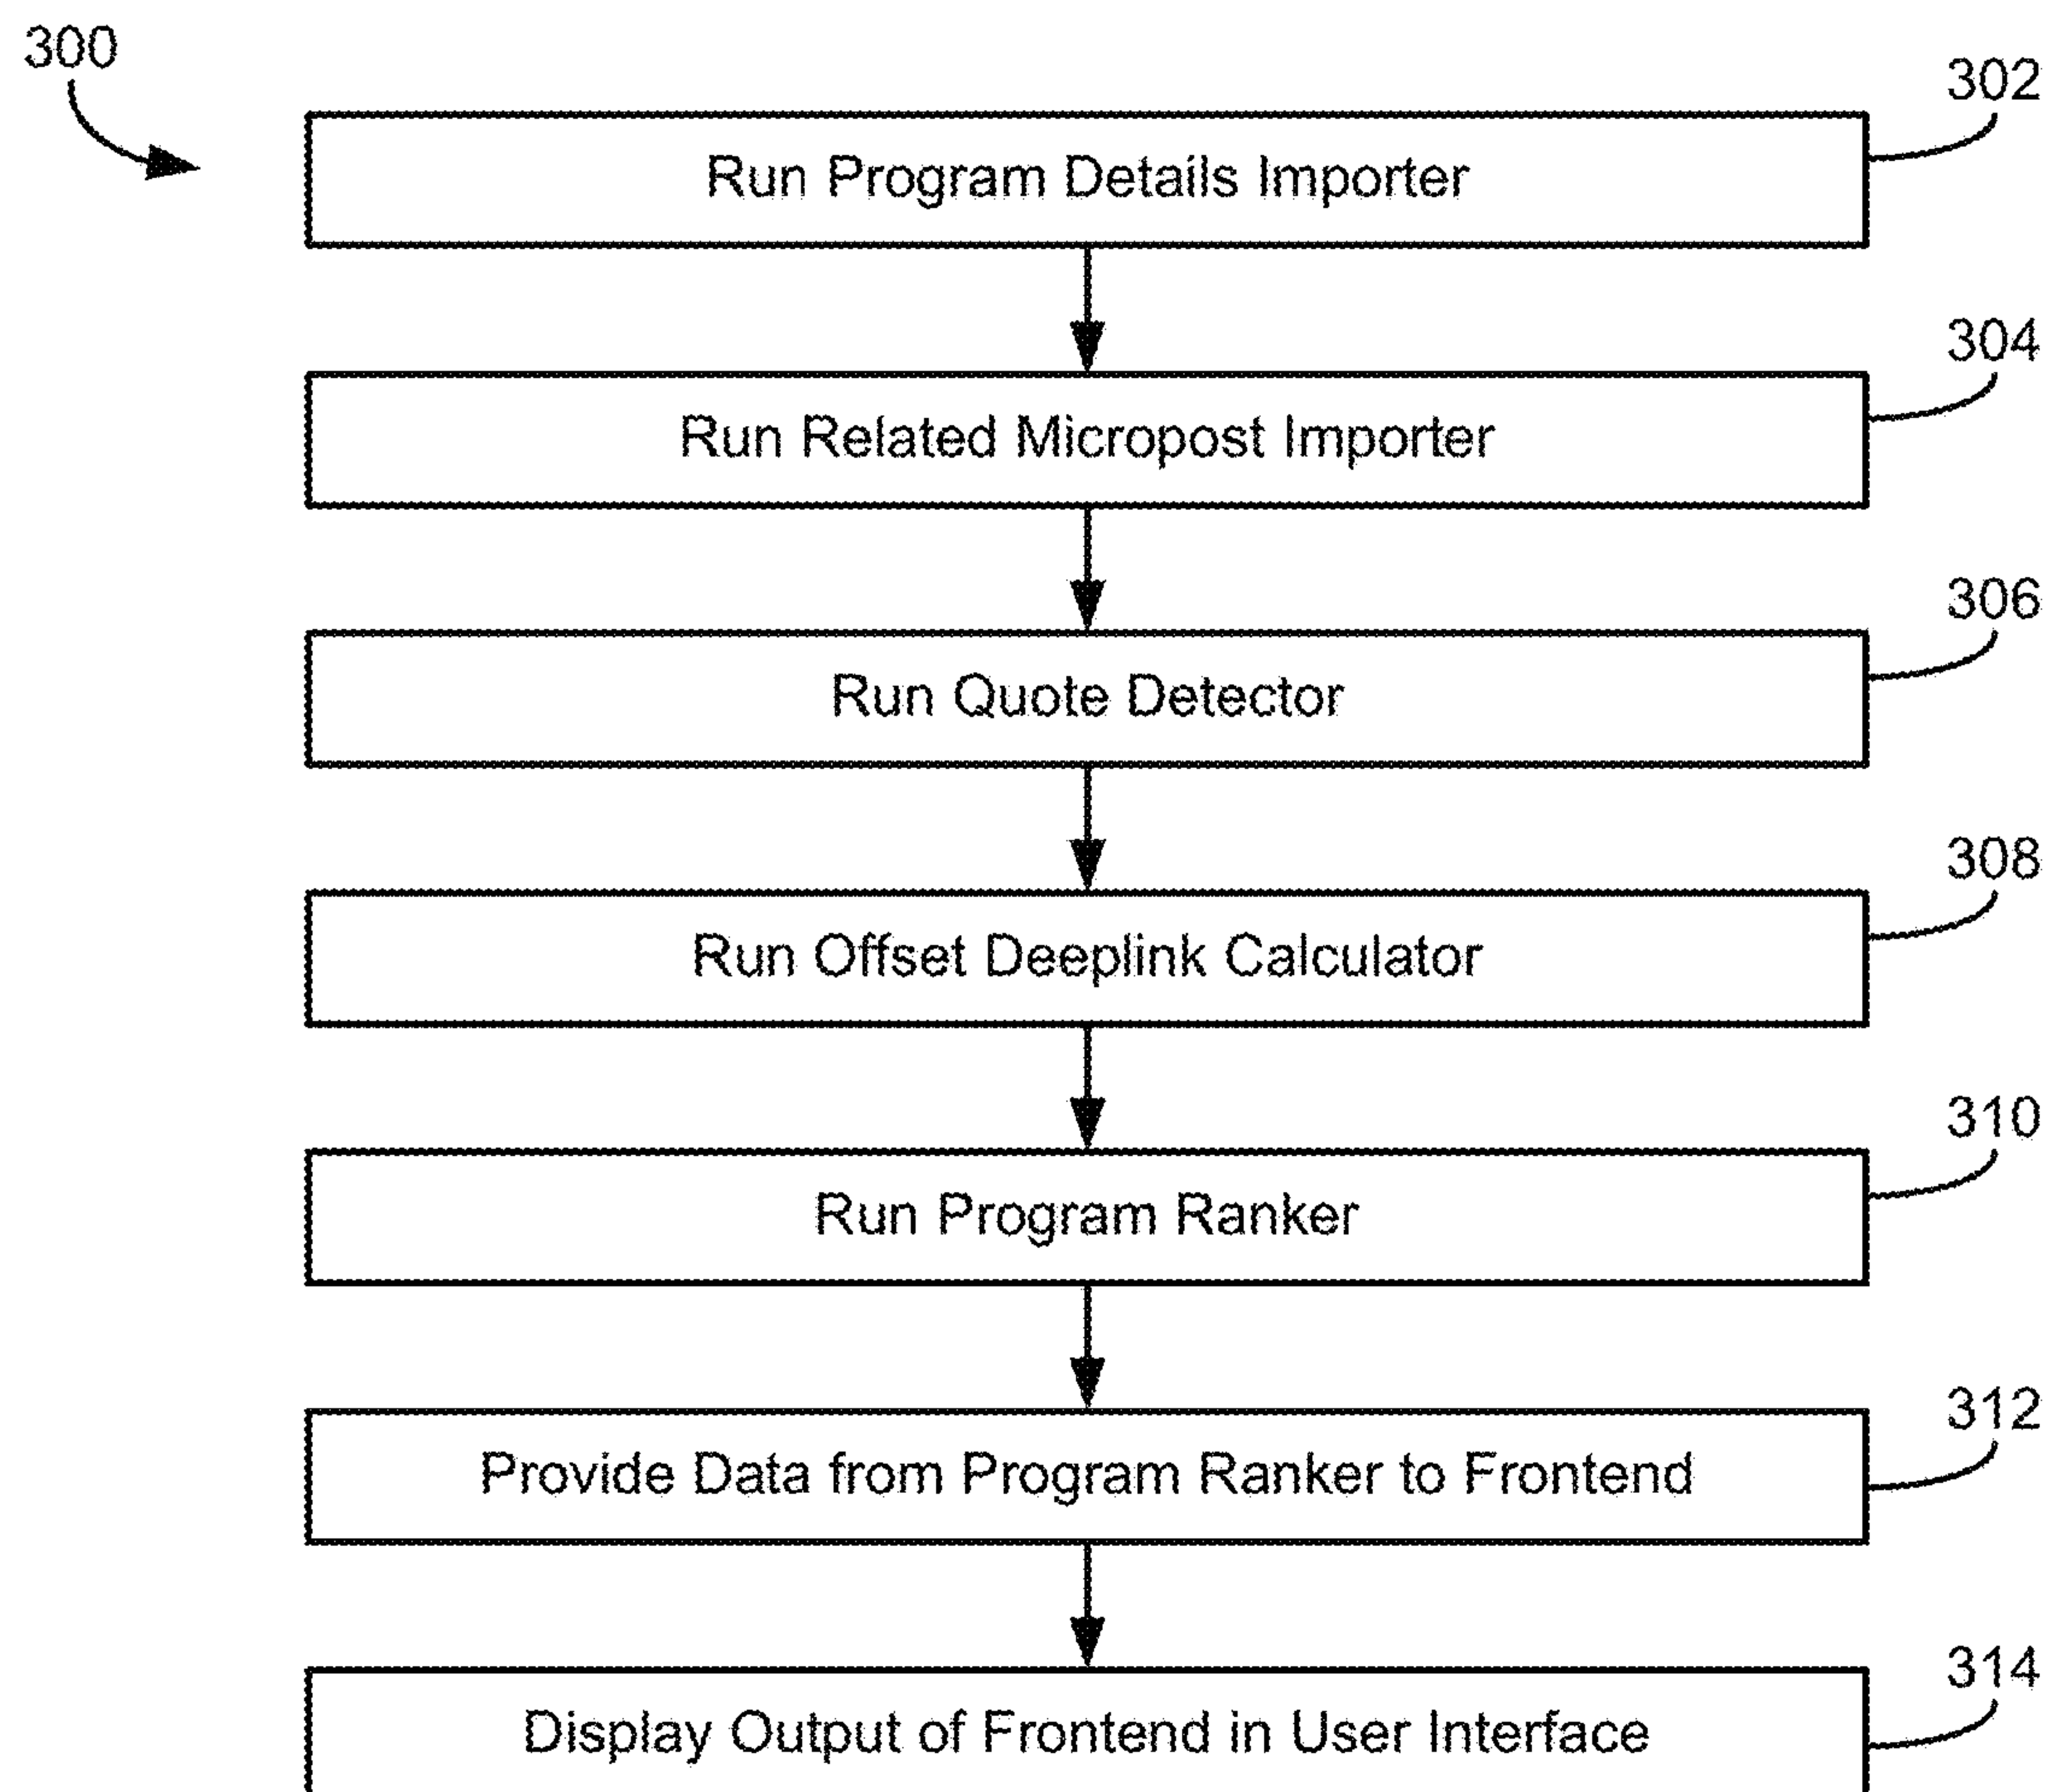 300
302
Run Program Details Importer
304
Run Related Micropost Importer
306
Run Quote Detector
308
Run Offset Deeplink Calculator
310
Run Program Ranker
312
Provide Data from Program Ranker to Frontend
314
Display Output of Frontend in User Interface